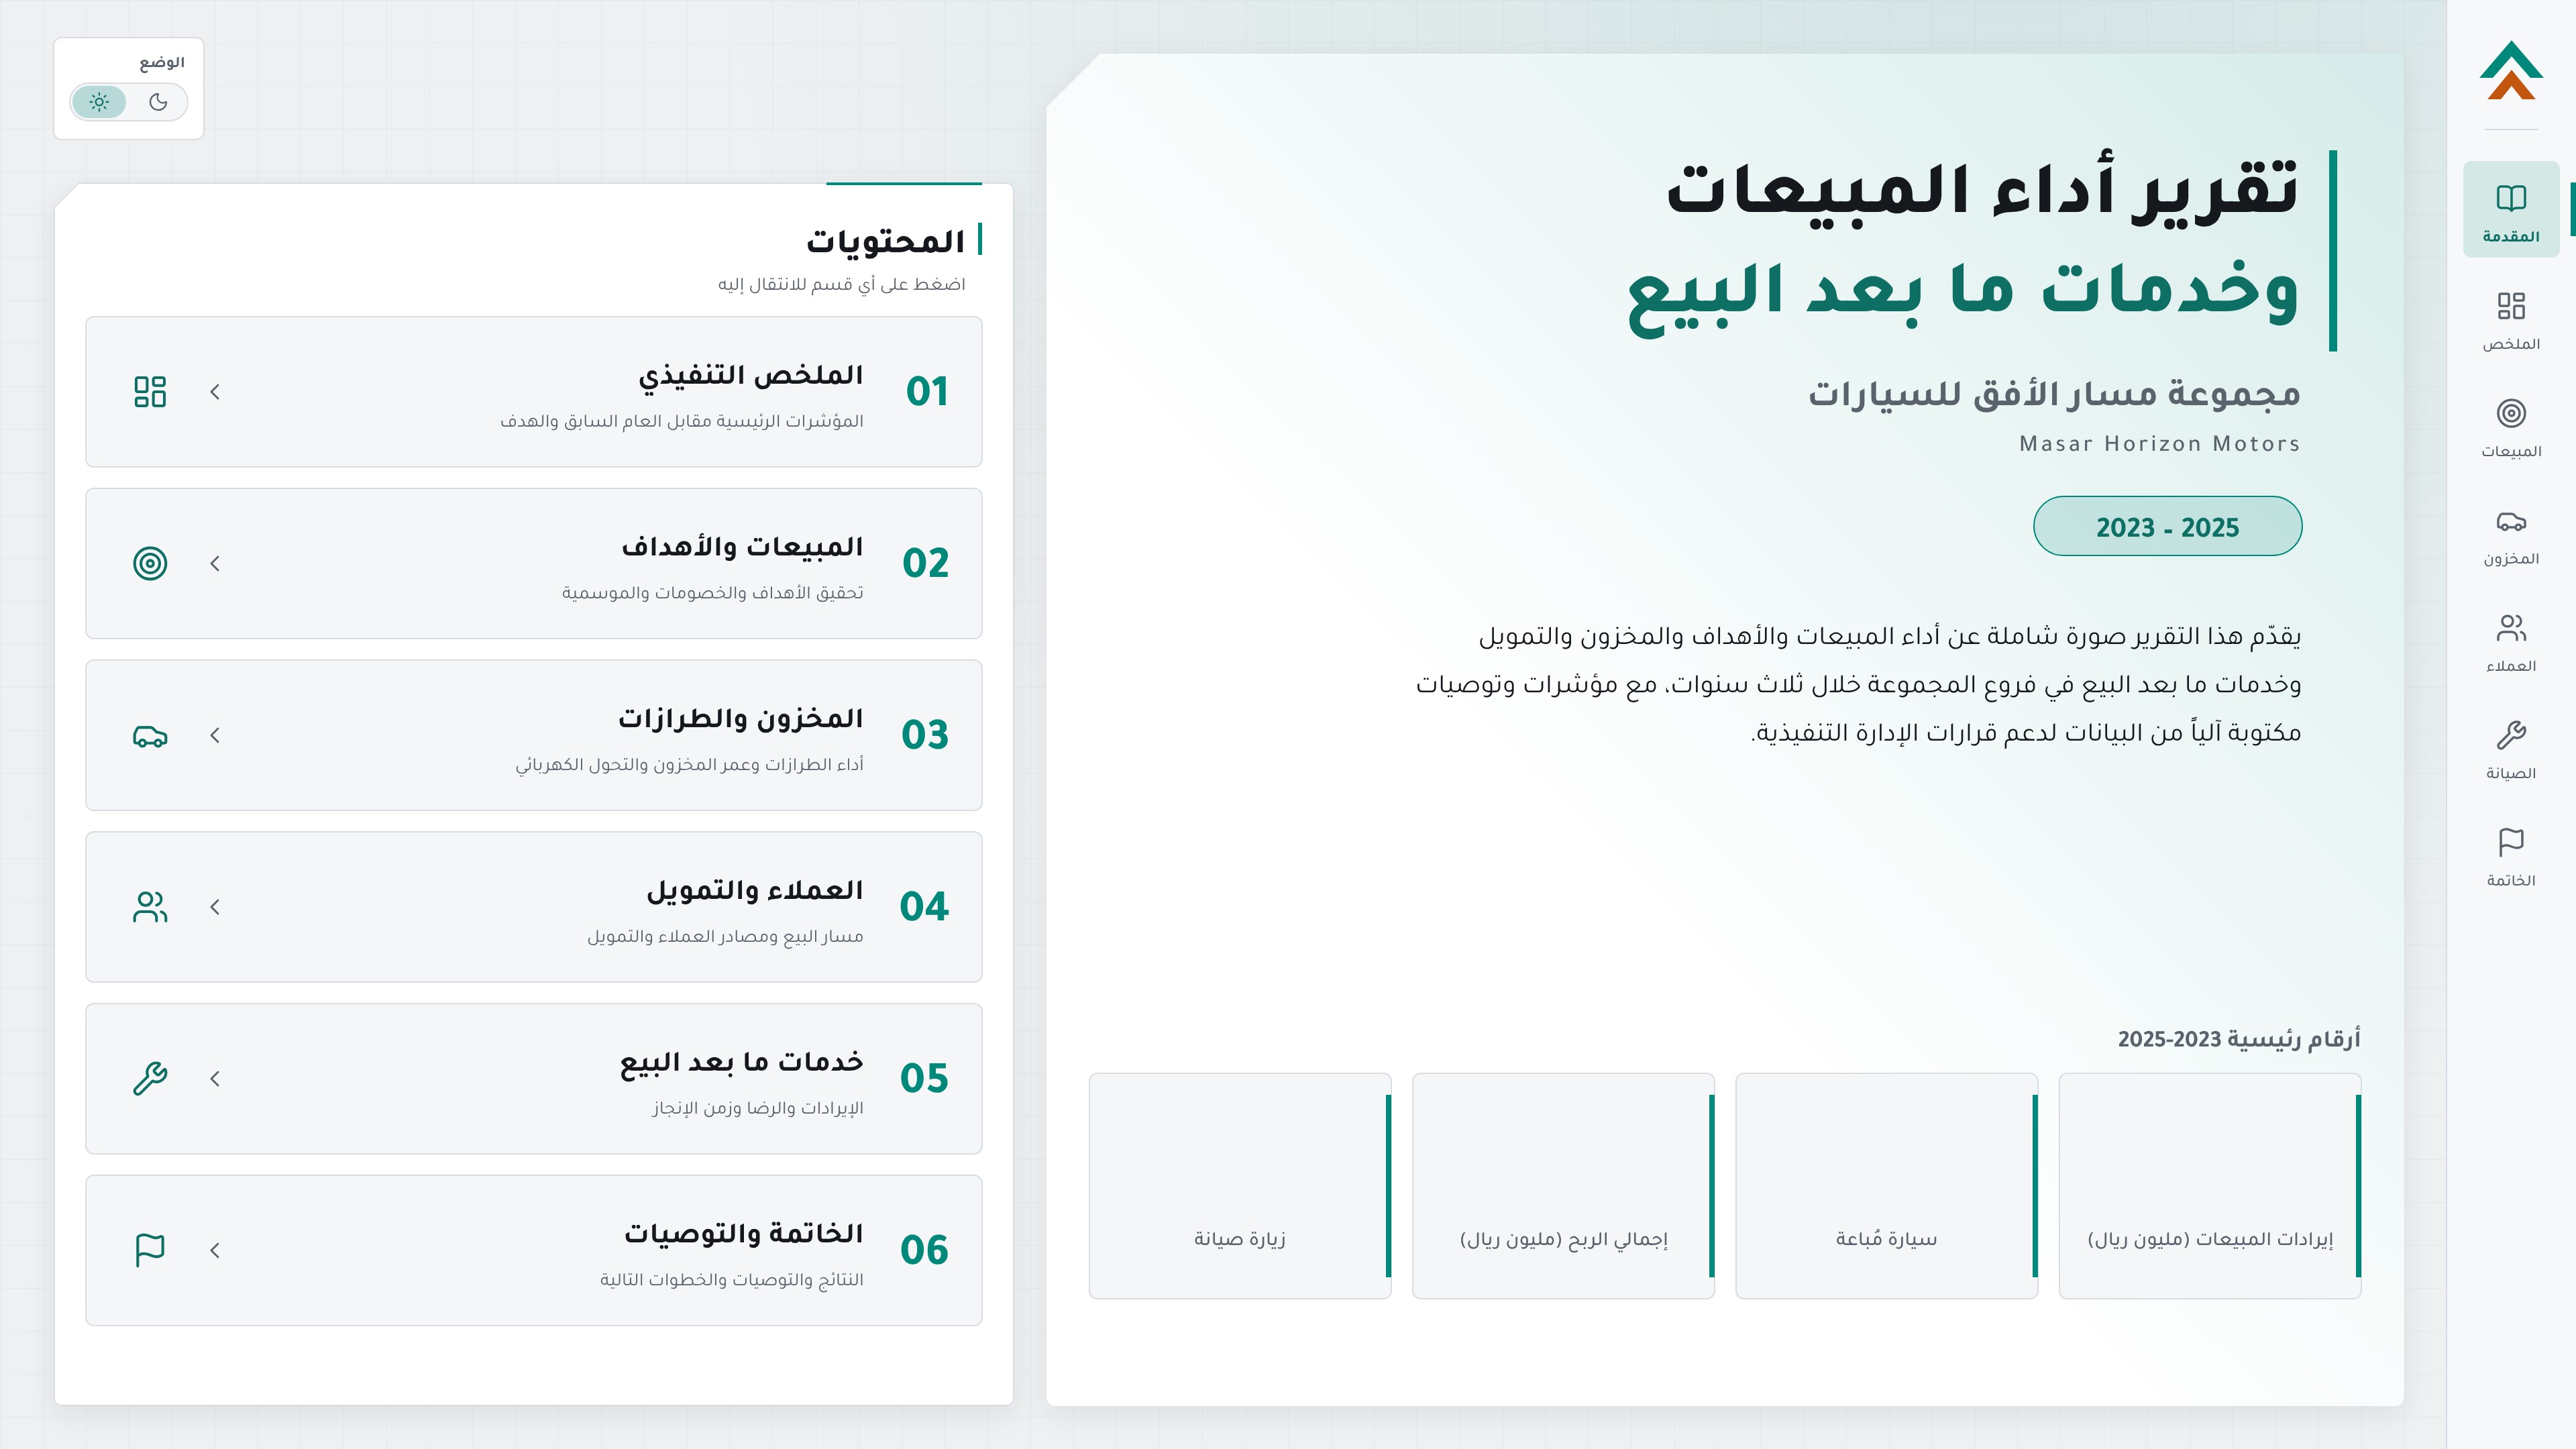 المقدمة
الملخص
المبيعات
المخزون
العملاء
الصيانة
الخاتمة
تقرير أداء المبيعات
وخدمات ما بعد البيع
مجموعة مسار الأفق للسيارات
Masar Horizon Motors
2023 - 2025
يقدّم هذا التقرير صورة شاملة عن أداء المبيعات والأهداف والمخزون والتمويل
وخدمات ما بعد البيع في فروع المجموعة خلال ثلاث سنوات، مع مؤشرات وتوصيات
مكتوبة آلياً من البيانات لدعم قرارات الإدارة التنفيذية.
أرقام رئيسية 2023-2025
إيرادات المبيعات (مليون ريال)
سيارة مُباعة
إجمالي الربح (مليون ريال)
زيارة صيانة
الوضع
المحتويات
اضغط على أي قسم للانتقال إليه
01
الملخص التنفيذي
المؤشرات الرئيسية مقابل العام السابق والهدف
02
المبيعات والأهداف
تحقيق الأهداف والخصومات والموسمية
03
المخزون والطرازات
أداء الطرازات وعمر المخزون والتحول الكهربائي
04
العملاء والتمويل
مسار البيع ومصادر العملاء والتمويل
05
خدمات ما بعد البيع
الإيرادات والرضا وزمن الإنجاز
06
الخاتمة والتوصيات
النتائج والتوصيات والخطوات التالية